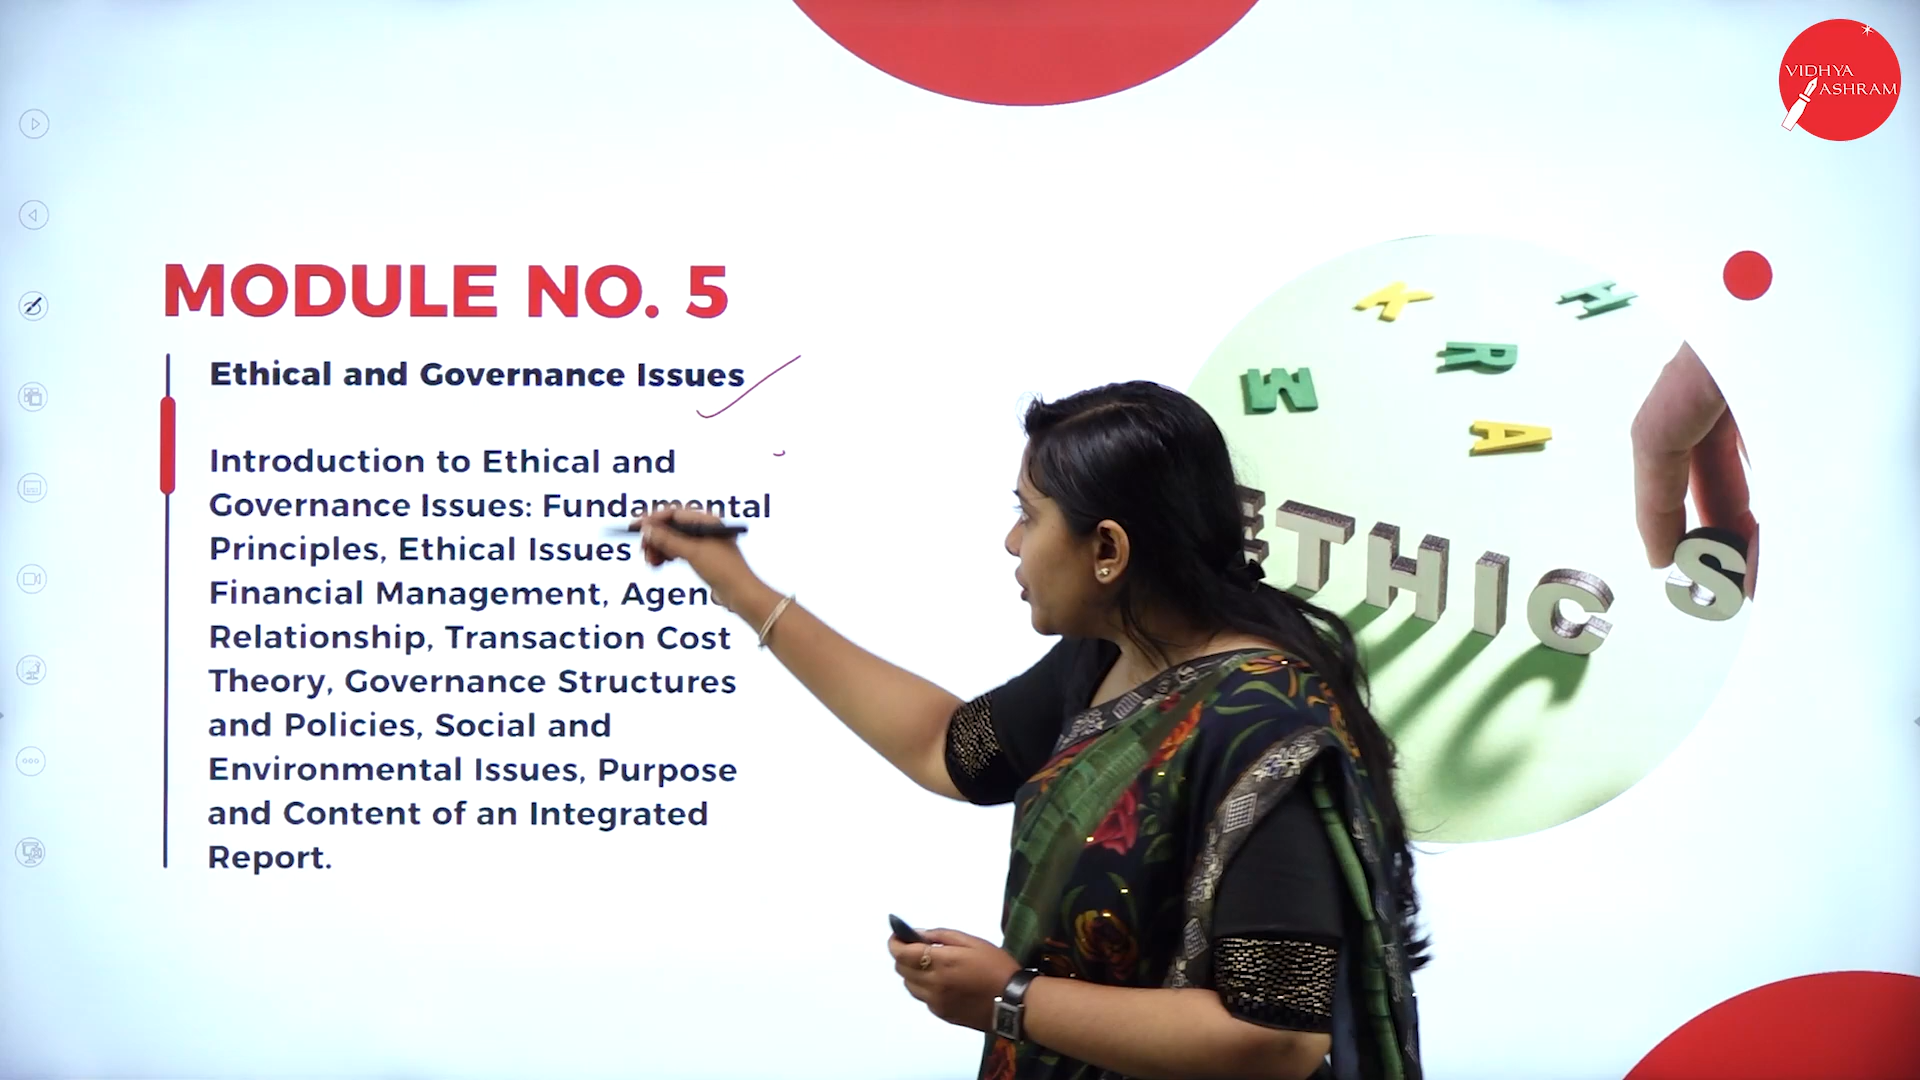 VIDHYA
ASHRAM
MODULE NO. 5
Ethical and Governance Issues
Introduction to Ethical and
Governance Issues: Fundamental
Principles, Ethical Issues
Financial Management,
Relationship, Transaction Cost
Theory, Governance Structures
and Policies, Social and
Environmental Issues, Purpose
and Content of an Integrated
Report.
K
H
R
M
A
ETHICS